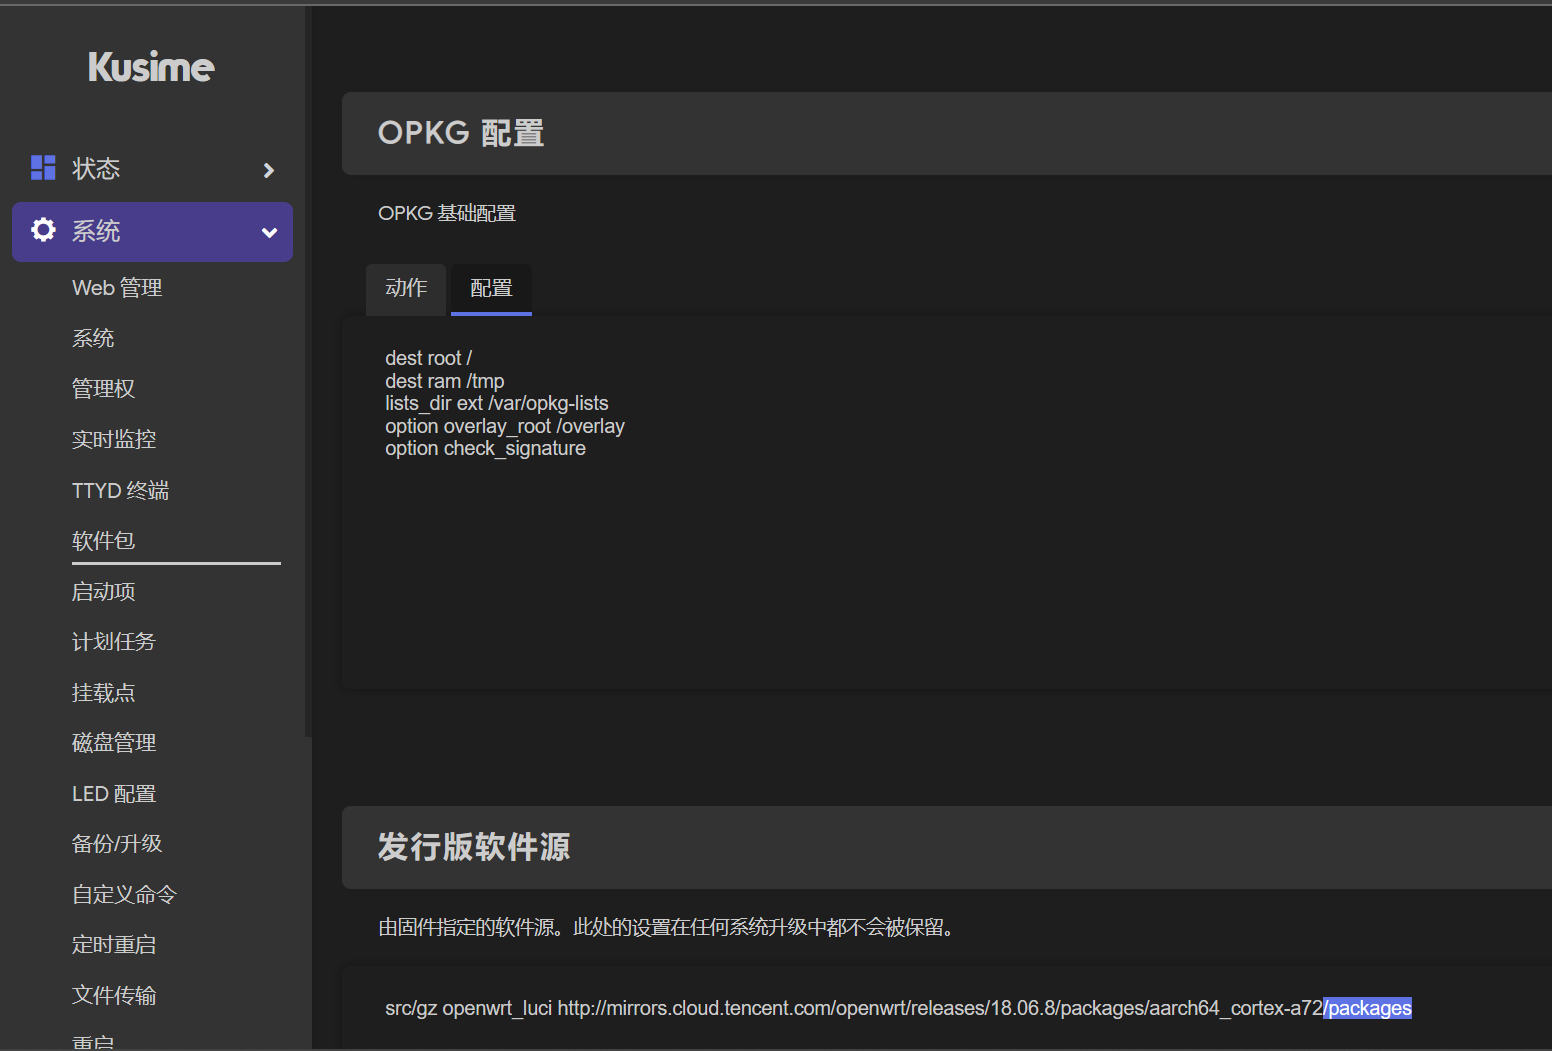 Kusime
状态
系统
Web 管理
系统
管理权
实时监控
TTYD 终端
软件包
启动项
计划任务
挂载点
磁盘管理
LED 配置
备份/升级
自定义命令
定时重启
文件传输
重启
OPKG 配置
OPKG 基础配置
动作
配置
dest root /
dest ram /tmp
lists_dir ext /var/opkg-lists
option overlay_root /overlay
option check_signature
发行版软件源
由固件指定的软件源。此处的设置在任何系统升级中都不会被保留。
src/gz openwrt_luci http://mirrors.cloud.tencent.com/openwrt/releases/18.06.8/packages/aarch64_cortex-a72/packages